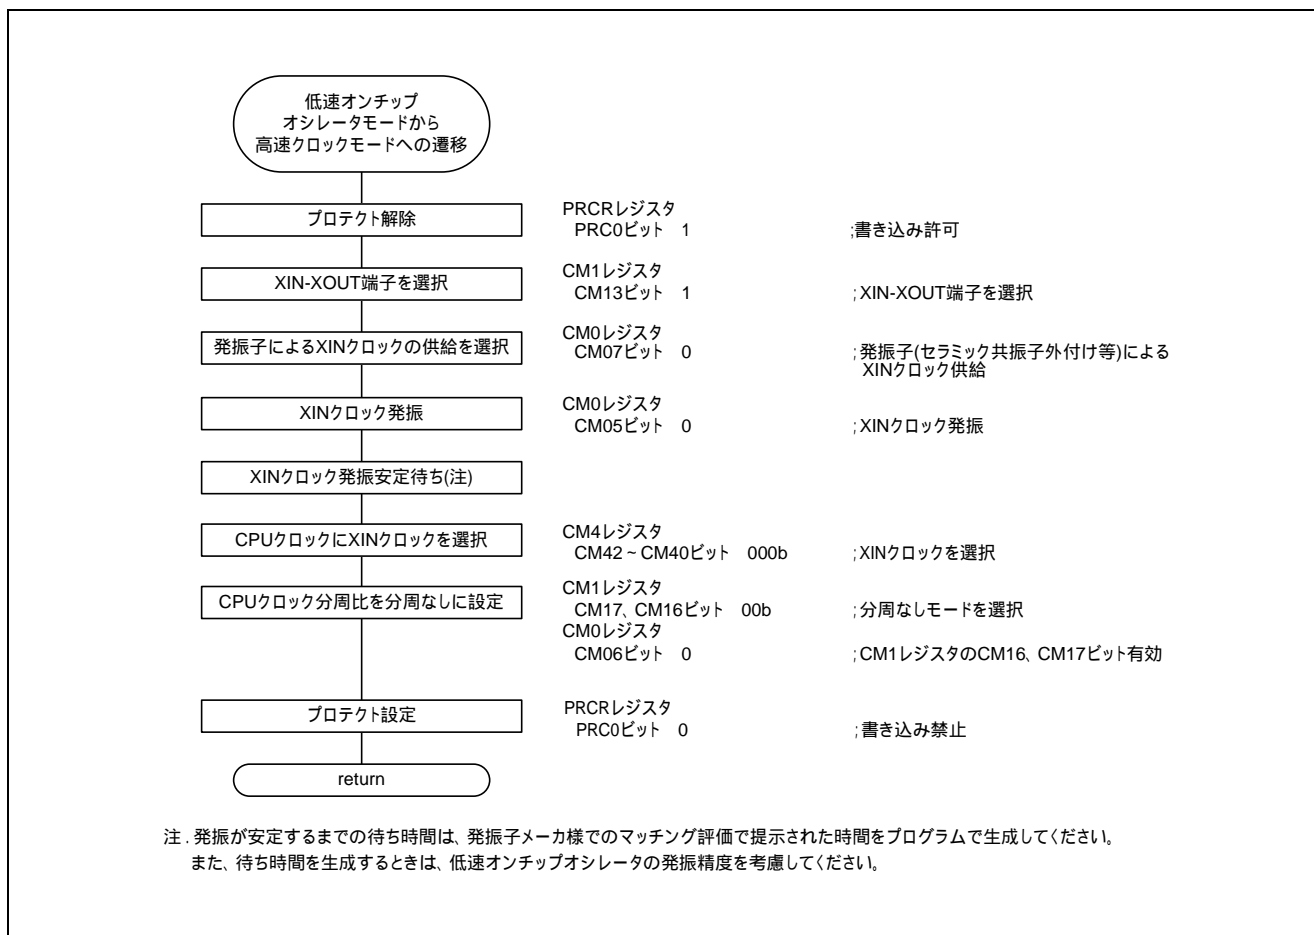 低速オンチップ
オシレータモードから
高速クロックモードへの遷移
プロテクト解除
PRCRレジスタ
PRC0ビット 1 ;書き込み許可
XIN-XOUT端子を選択
CM1レジスタ
CM13ビット 1 ;XIN-XOUT端子を選択
発振子によるXINクロックの供給を選択
CM0レジスタ
CM07ビット 0 ;発振子(セラミック共振子外付け等)による
XINクロック供給
XINクロック発振
CM0レジスタ
CM05ビット 0 ;XINクロック発振
XINクロック発振安定待ち(注)
CPUクロックにXINクロックを選択
CM4レジスタ
CM42~CM40ビット 000b ;XINクロックを選択
CPUクロック分周比を分周なしに設定
CM1レジスタ
CM17、CM16ビット 00b ;分周なしモードを選択
CM0レジスタ
CM06ビット 0 ;CM1レジスタのCM16、CM17ビット有効
プロテクト設定
PRCRレジスタ
PRC0ビット 0 ;書き込み禁止
return
注.発振が安定するまでの待ち時間は、発振子メーカ様でのマッチング評価で提示された時間をプログラムで生成してください。
また、待ち時間を生成するときは、低速オンチップオシレータの発振精度を考慮してください。